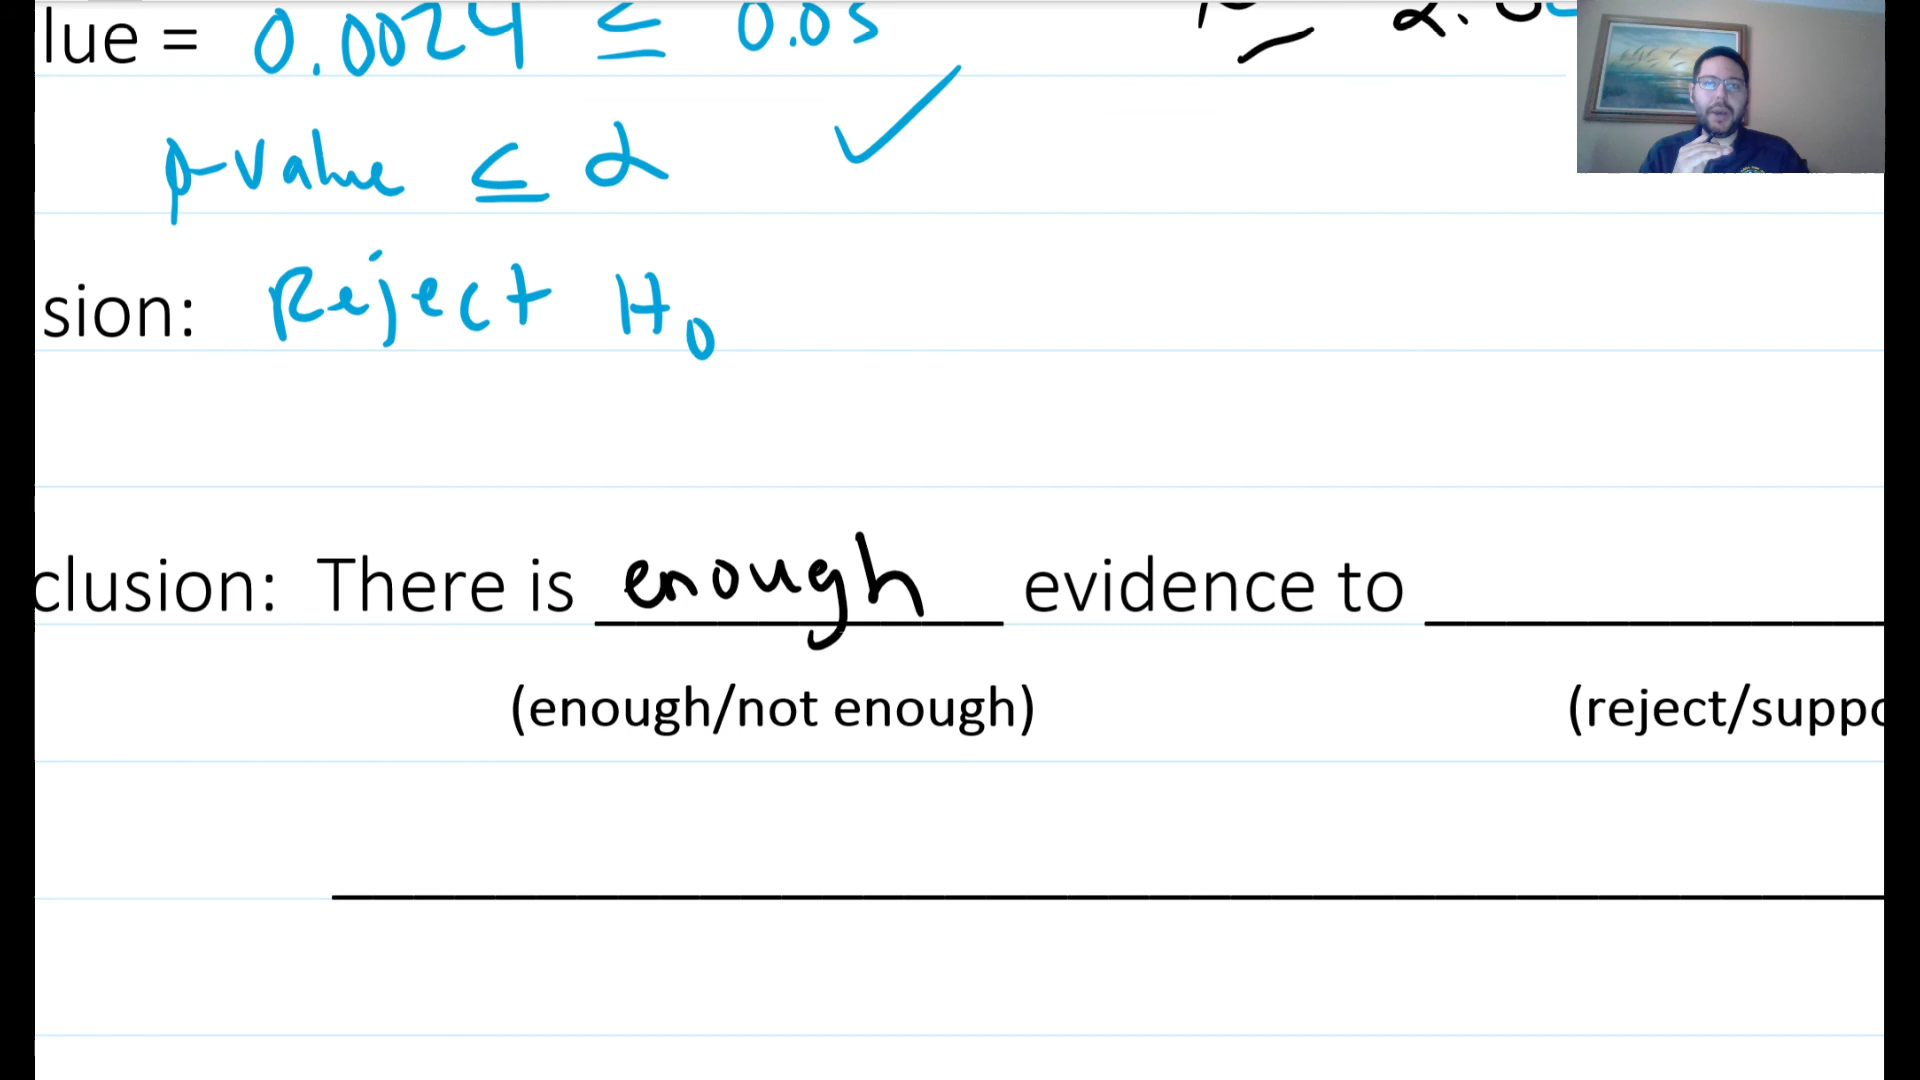 lue = 0.0024 ≤ 0.05
p-value ≤ α
sion: Reject H₀
clusion: There is enough evidence to
(enough/not enough)
(reject/suppo